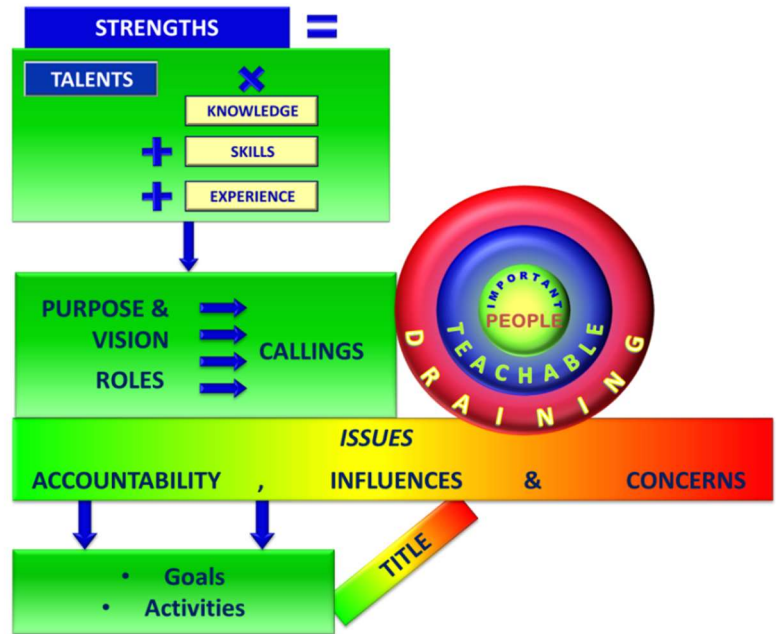 STRENGTHS =
TALENTS ×
KNOWLEDGE
+ SKILLS
+ EXPERIENCE
PURPOSE &
VISION
ROLES
CALLINGS
IMPORTANT
PEOPLE
TEACHABLE
DRAINING
ISSUES
ACCOUNTABILITY , INFLUENCES & CONCERNS
TITLE
• Goals
• Activities